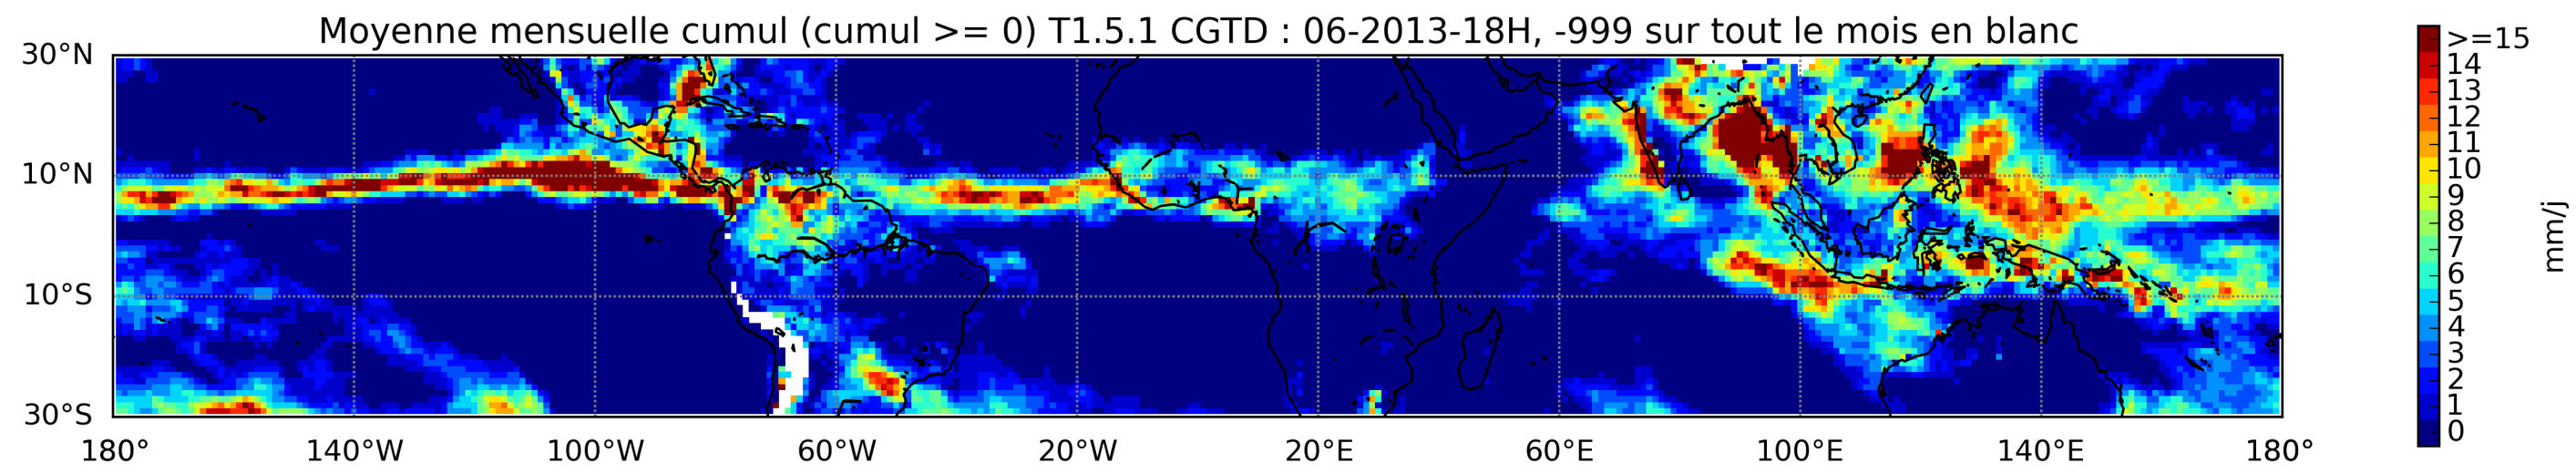 Moyenne mensuelle cumul (cumul >= 0) T1.5.1 CGTD : 06-2013-18H, -999 sur tout le mois en blanc
30°N
10°N
10°S
30°S
180° 140°W 100°W 60°W 20°W 20°E 60°E 100°E 140°E 180°
>=15
14
13
12
11
10
9
8
7
6
5
4
3
2
1
0
mm/j